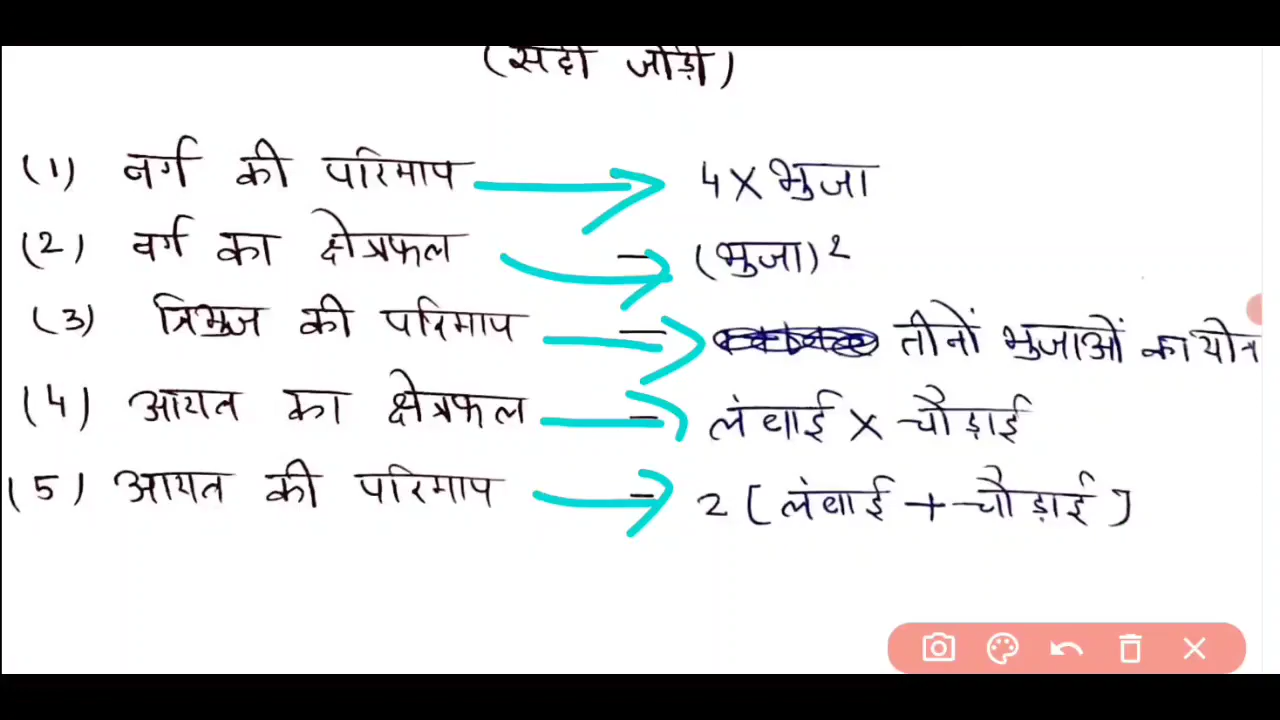 (सही जोड़ी)
(1) वर्ग की परिमाप 4 X भुजा
(2) वर्ग का क्षेत्रफल - (भुजा)²
(3) त्रिभुज की परिमाप - तीनों भुजाओं का योग
(4) आयत का क्षेत्रफल - लंबाई X चौड़ाई
(5) आयत की परिमाप - 2 [लंबाई + चौड़ाई]